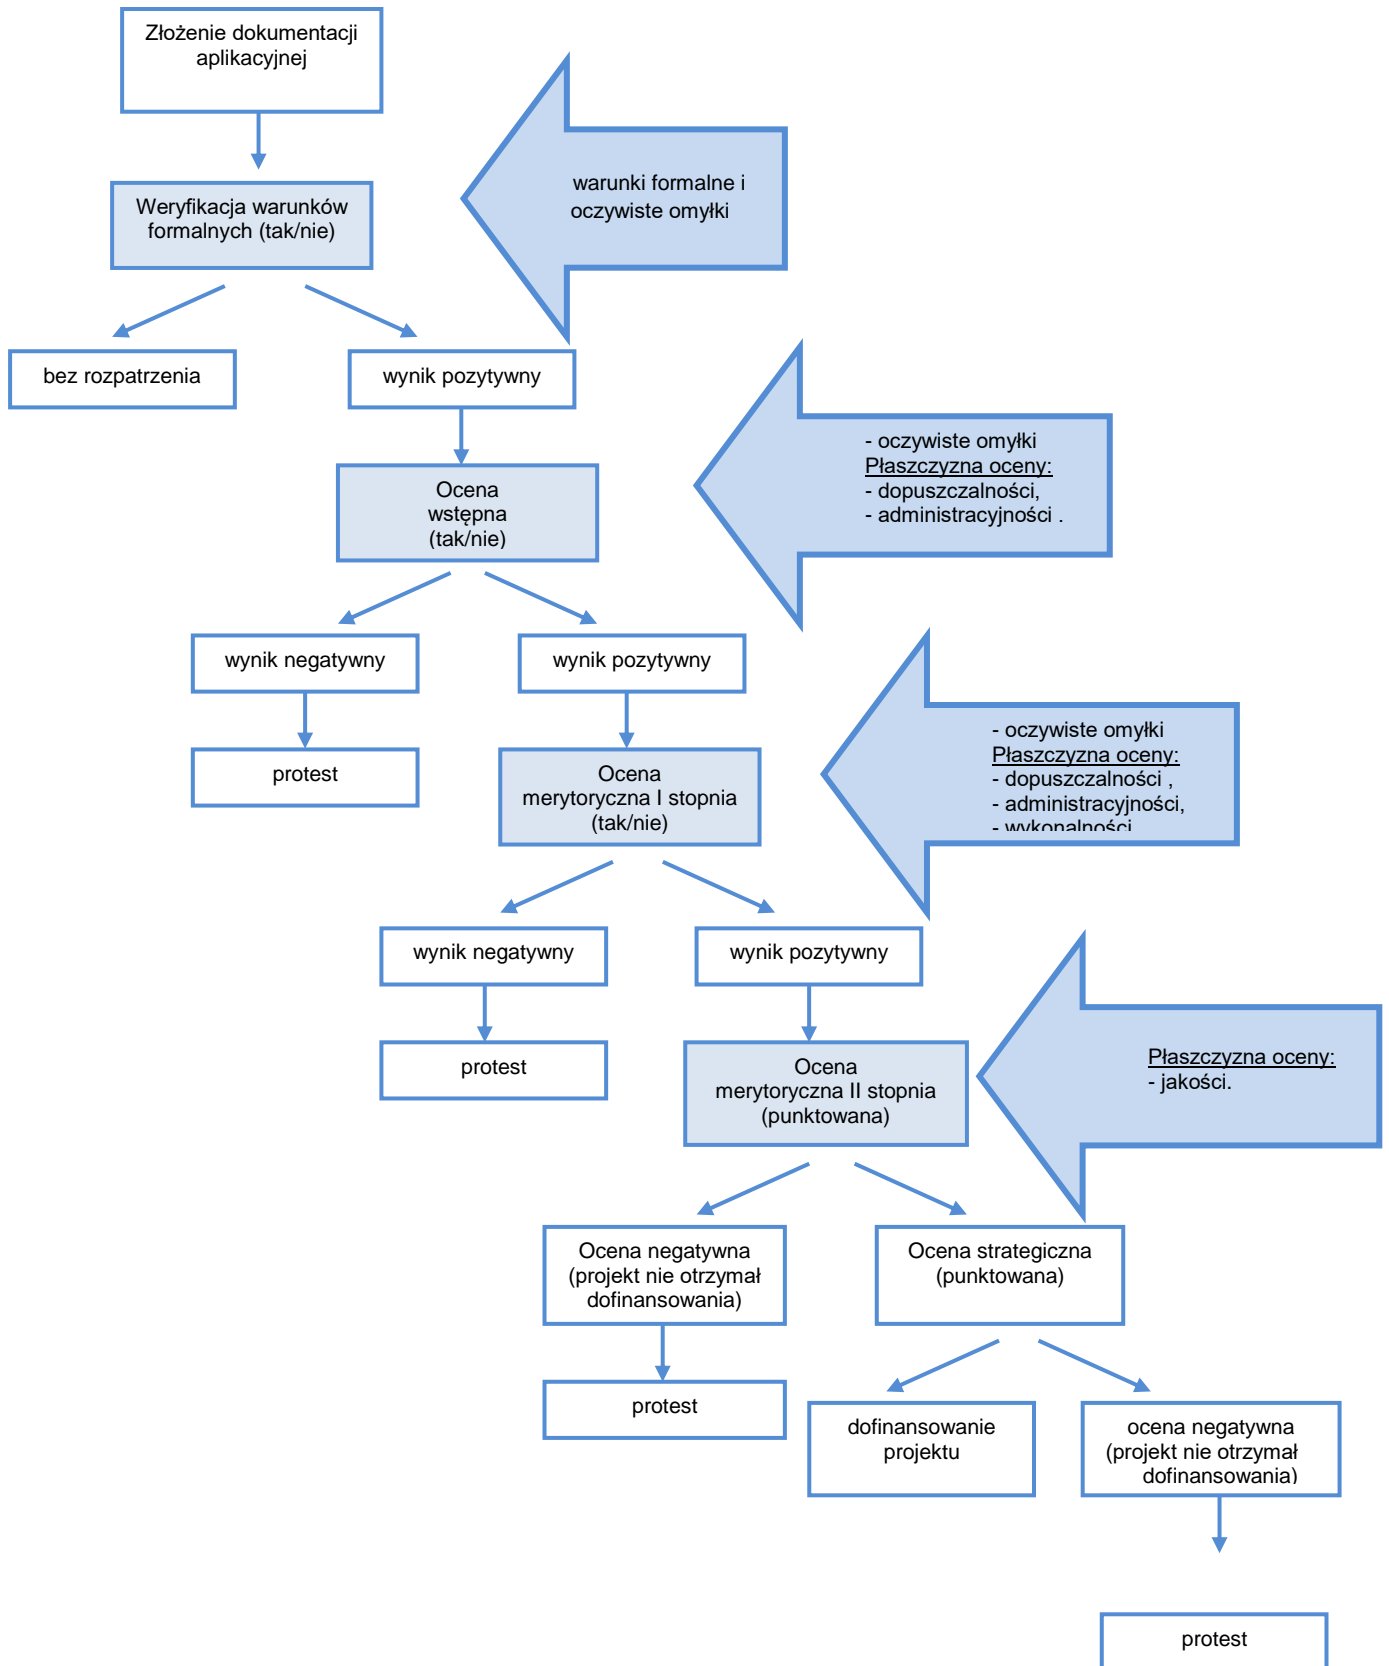 Złożenie dokumentacji
aplikacyjnej
warunki formalne i
oczywiste omyłki
Weryfikacja warunków
formalnych (tak/nie)
bez rozpatrzenia
wynik pozytywny
- oczywiste omyłki
Płaszczyzna oceny:
- dopuszczalności,
- administracyjności .
Ocena
wstępna
(tak/nie)
wynik negatywny
wynik pozytywny
- oczywiste omyłki
Płaszczyzna oceny:
- dopuszczalności ,
- administracyjności,
- wykonalności
protest
Ocena
merytoryczna I stopnia
(tak/nie)
wynik negatywny
wynik pozytywny
protest
Ocena
merytoryczna II stopnia
(punktowana)
Płaszczyzna oceny:
- jakości.
Ocena negatywna
(projekt nie otrzymał
dofinansowania)
Ocena strategiczna
(punktowana)
protest
dofinansowanie
projektu
ocena negatywna
(projekt nie otrzymał
dofinansowania)
protest